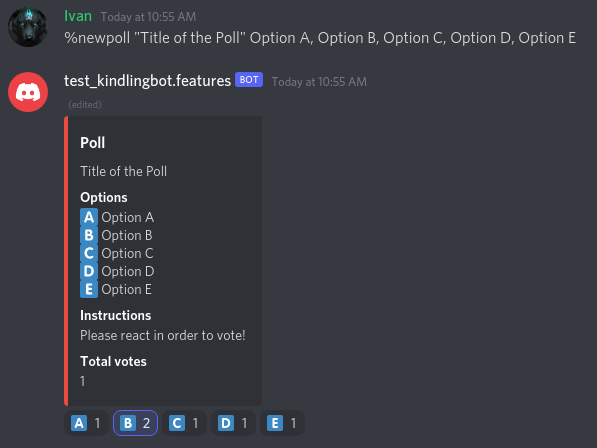 Ivan Today at 10:55 AM
%newpoll "Title of the Poll" Option A, Option B, Option C, Option D, Option E
test_kindlingbot.features BOT Today at 10:55 AM
(edited)
Poll
Title of the Poll
Options
A Option A
B Option B
C Option C
D Option D
E Option E
Instructions
Please react in order to vote!
Total votes
1
A 1 B 2 C 1 D 1 E 1